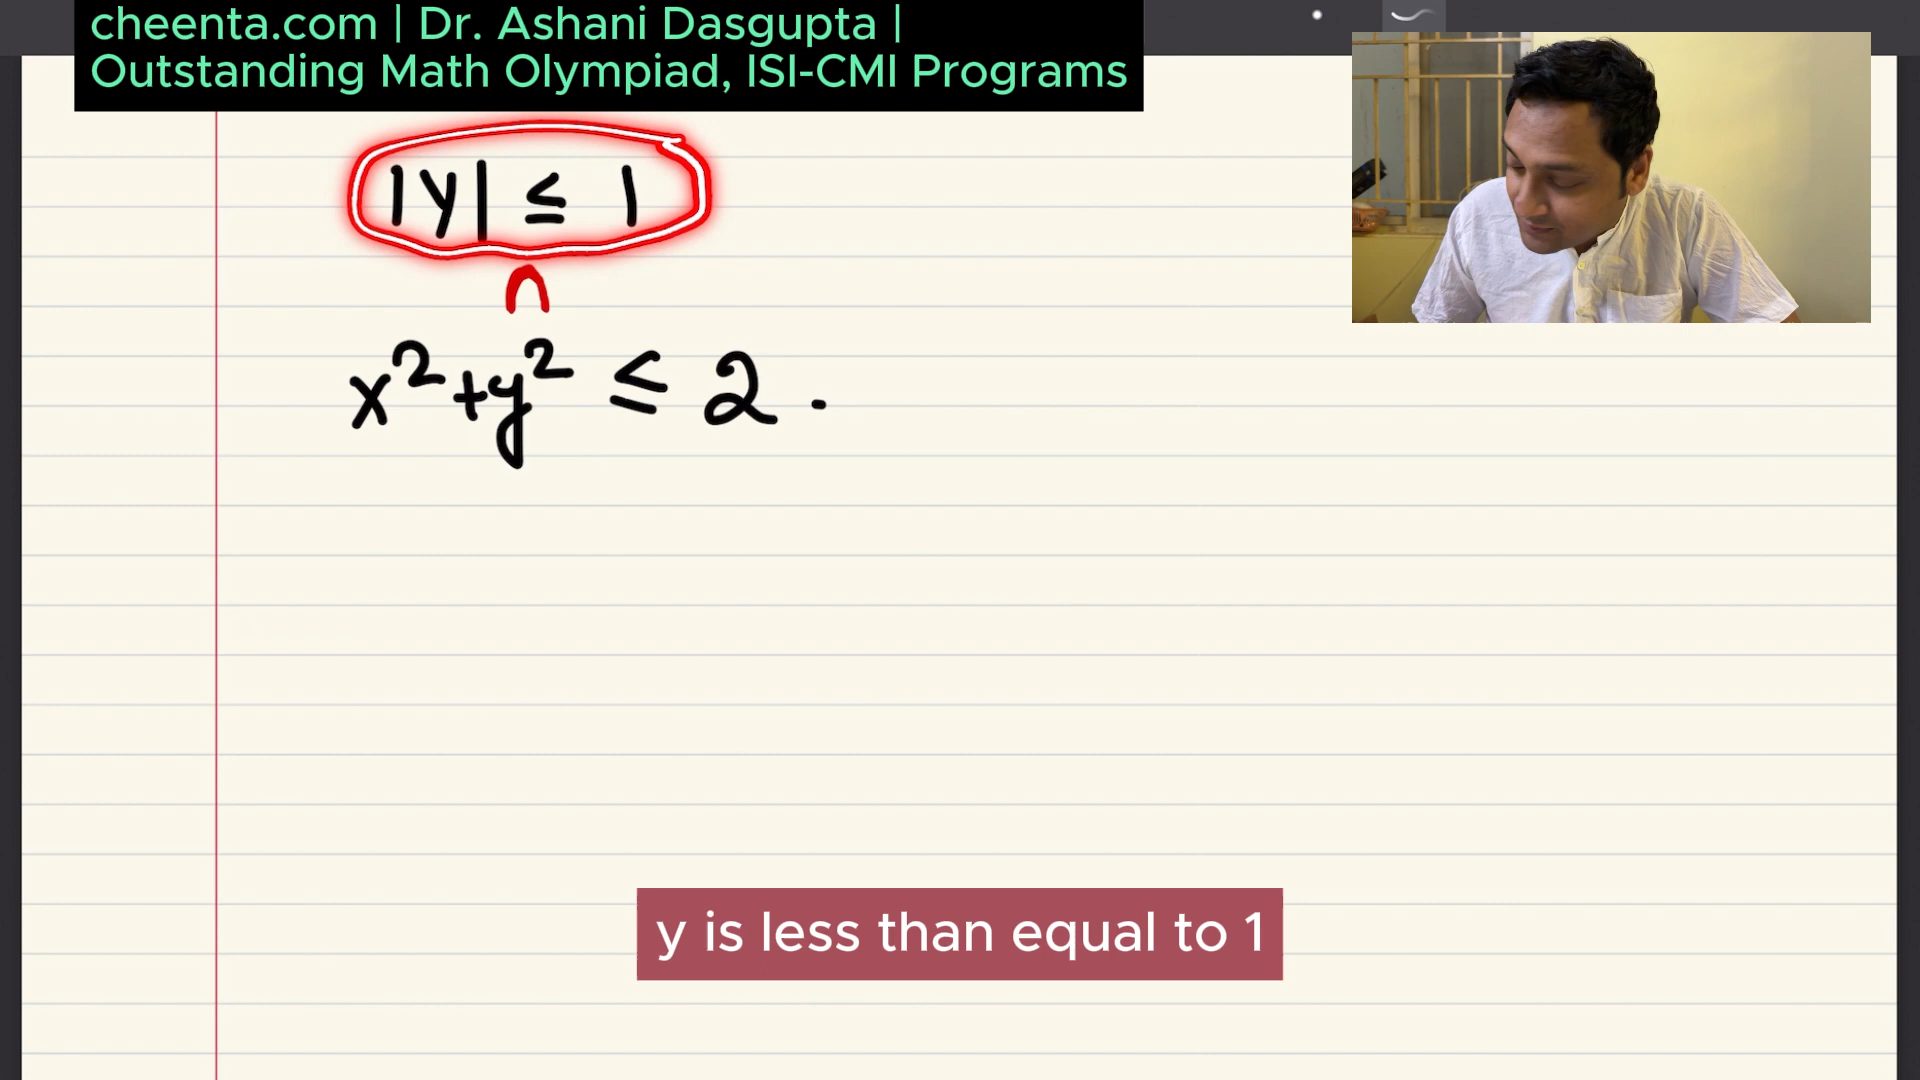 cheenta.com | Dr. Ashani Dasgupta |
Outstanding Math Olympiad, ISI-CMI Programs
|y| ≤ 1
∩
x²+y² ≤ 2.
y is less than equal to 1